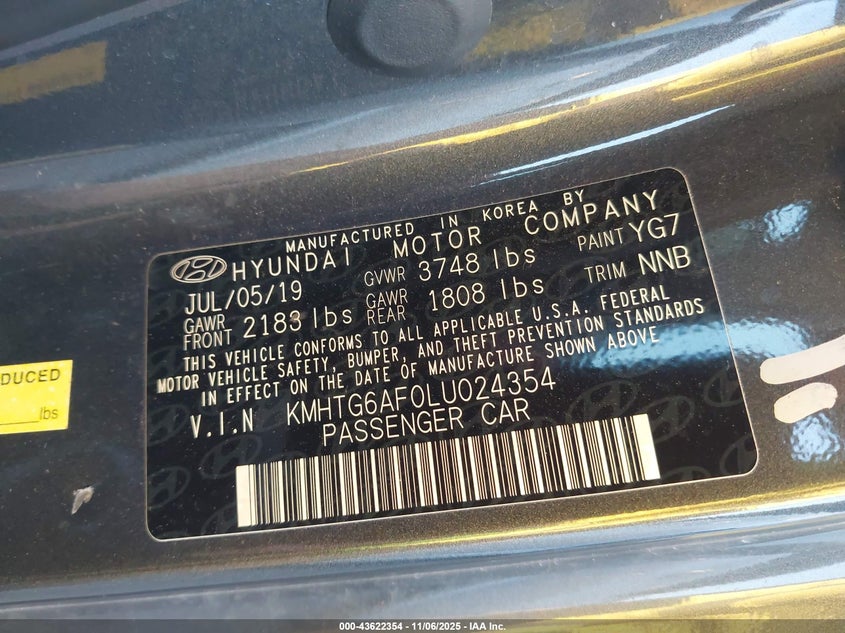 MANUFACTURED IN KOREA BY
HYUNDAI MOTOR COMPANY
JUL/05/19 GVWR 3748 lbs PAINT YG7
GAWR FRONT 2183 lbs GAWR REAR 1808 lbs TRIM NNB
THIS VEHICLE CONFORMS TO ALL APPLICABLE U.S.A. FEDERAL
MOTOR VEHICLE SAFETY, BUMPER, AND THEFT PREVENTION STANDARDS
IN EFFECT ON THE DATE OF MANUFACTURE SHOWN ABOVE
V.I.N KMHTG6AF0LU024354
PASSENGER CAR
DUCED
lbs
000-43622354 - 11/06/2025 - IAA Inc.